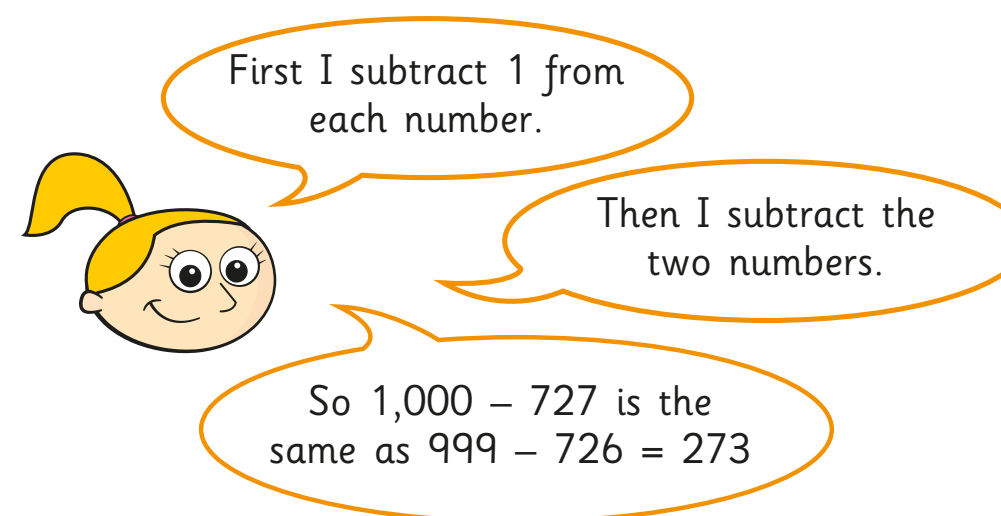 First I subtract 1 from
each number.
Then I subtract the
two numbers.
So 1,000 – 727 is the
same as 999 – 726 = 273